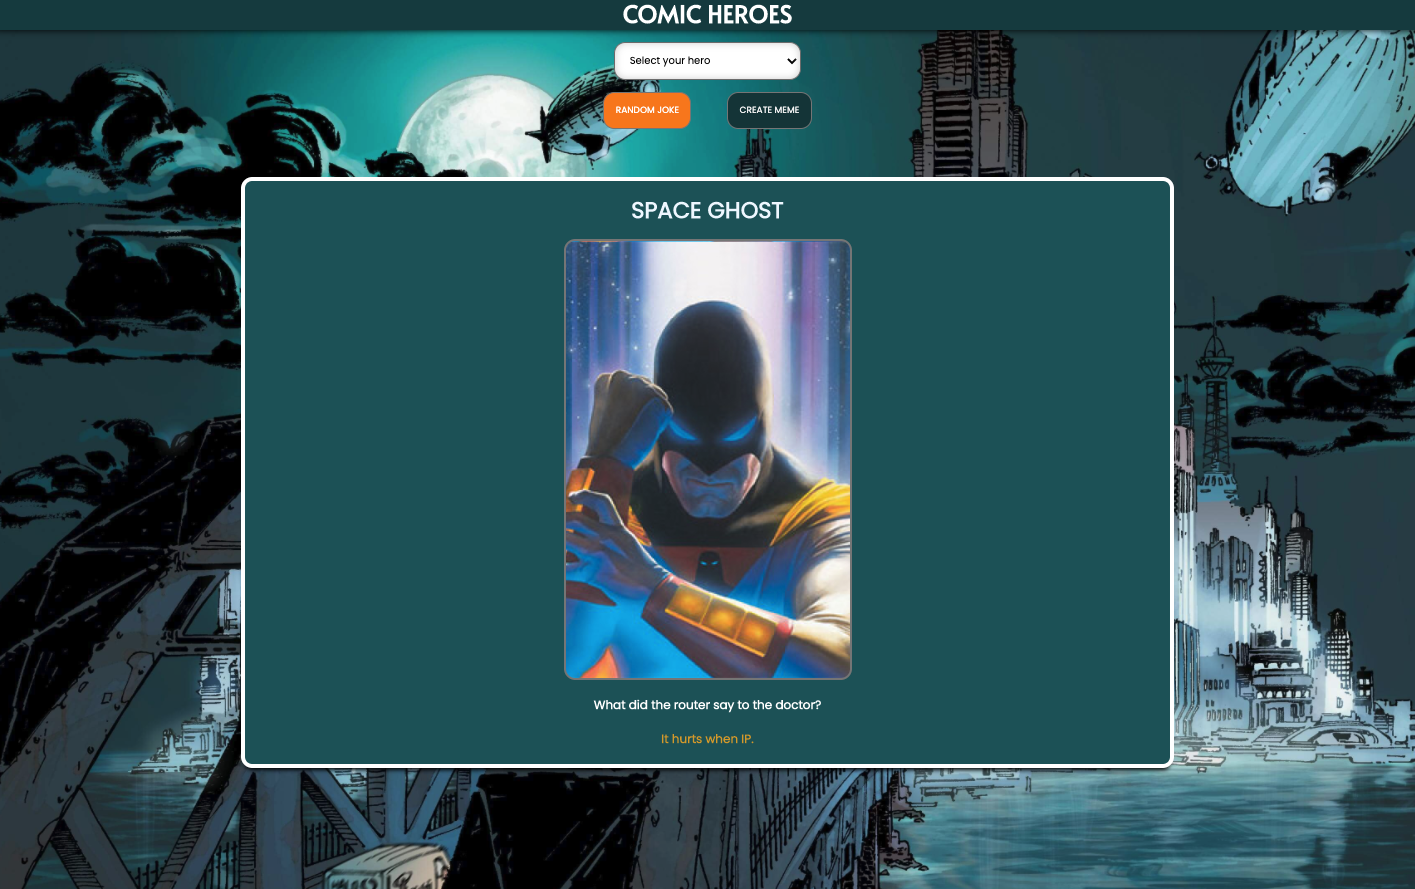 COMIC HEROES
Select your hero
RANDOM JOKE
CREATE MEME
SPACE GHOST
What did the router say to the doctor?
It hurts when IP.